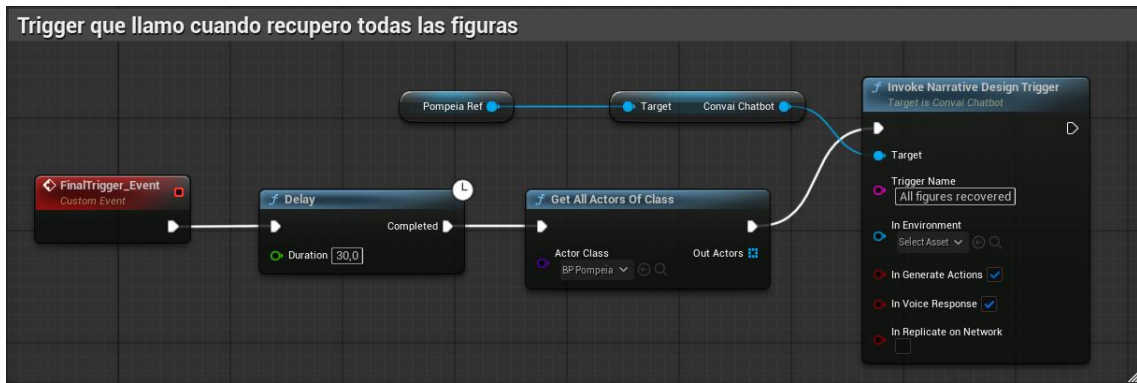 Trigger que llamo cuando recupero todas las figuras
Pompeia Ref
Target
Convai Chatbot
f Invoke Narrative Design Trigger
Target is Convai Chatbot
Target
Trigger Name
All figures recovered
In Environment
Select Asset
In Generate Actions
In Voice Response
In Replicate on Network
FinalTrigger_Event
Custom Event
f Delay
Completed
Duration 30,0
f Get All Actors Of Class
Actor Class
BP Pompeia
Out Actors